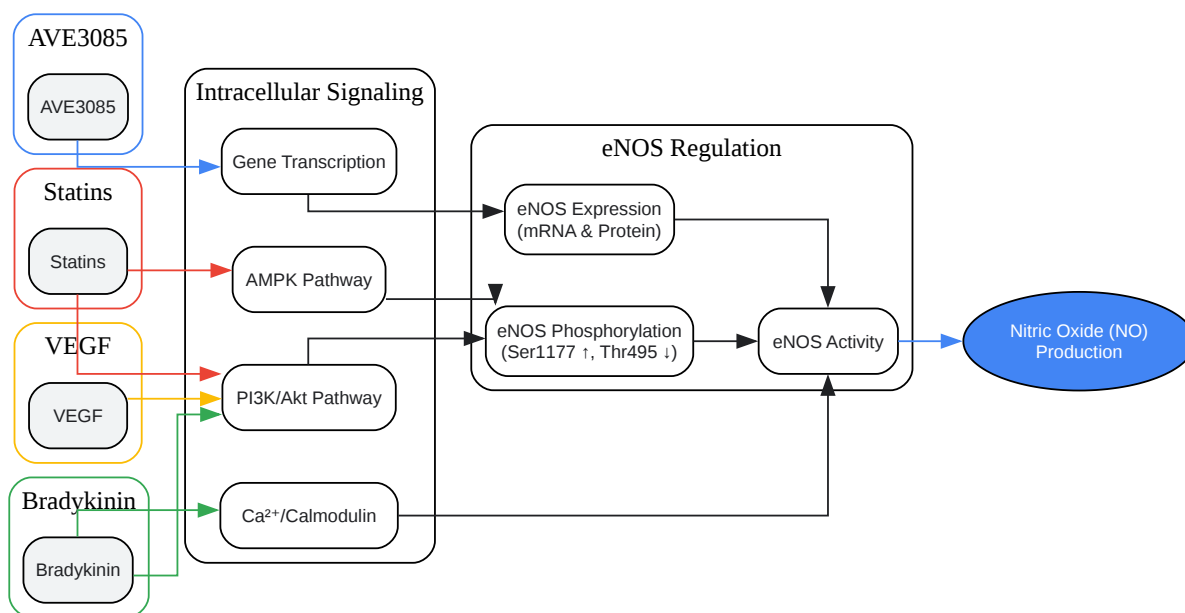 AVE3085
AVE3085
Statins
Statins
VEGF
VEGF
Bradykinin
Bradykinin
Intracellular Signaling
Gene Transcription
AMPK Pathway
PI3K/Akt Pathway
Ca²⁺/Calmodulin
eNOS Regulation
eNOS Expression
(mRNA & Protein)
eNOS Phosphorylation
(Ser1177 ↑, Thr495 ↓)
eNOS Activity
Nitric Oxide (NO)
Production